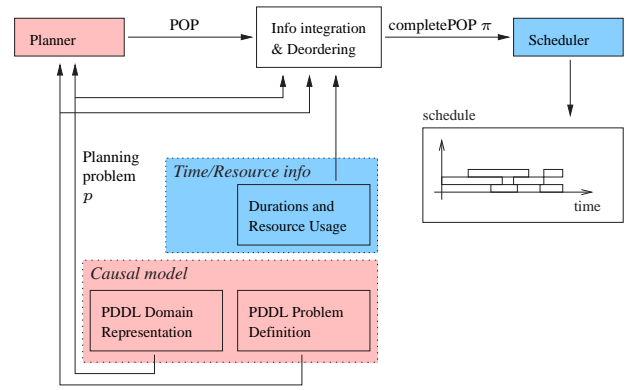 POP
completePOP π
Planner
Info integration
& Deordering
Scheduler
schedule
time
Planning
problem
p
Time/Resource info
Durations and
Resource Usage
Causal model
PDDL Domain
Representation
PDDL Problem
Definition